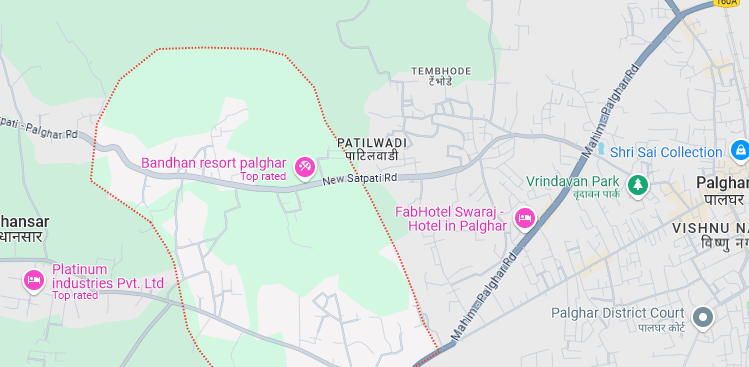 160A
TEMBHODE
टेंभोडे
Mahim - Palghar Rd
pati - Palghar Rd
PATILWADI
पाटिलवाडी
Shri Sai Collection
Bandhan resort palghar
Top rated
New Satpati Rd
Vrindavan Park
वृंदावन पार्क
Palghar
पालघर
FabHotel Swaraj -
Hotel in Palghar
hansar
धानसार
VISHNU NA
विष्णु नग
Mahim - Palghar Rd
Platinum
industries Pvt. Ltd
Top rated
Palghar District Court
पालघर कोर्ट